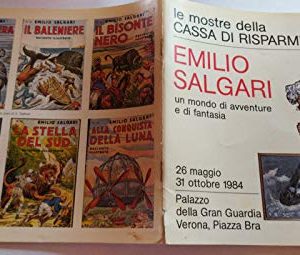 EMILIO SALGARI
IL BALENIERE
EMILIO SALGARI
IL BISONTE
NERO
EMILIO SALGARI
LA STELLA
DEL SUD
EMILIO SALGARI
ALLA CONQUISTA
DELLA LUNA
le mostre della
CASSA DI RISPARM
EMILIO
SALGARI
un mondo di avventure
e di fantasia
26 maggio
31 ottobre 1984
Palazzo
della Gran Guardia
Verona, Piazza Bra